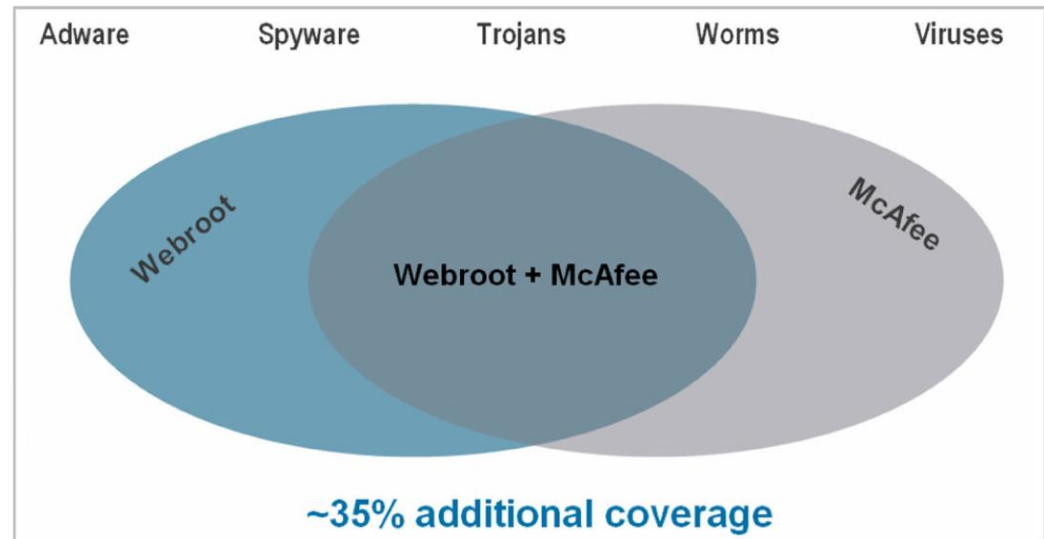 Adware Spyware Trojans Worms Viruses
Webroot
McAfee
Webroot + McAfee
~35% additional coverage